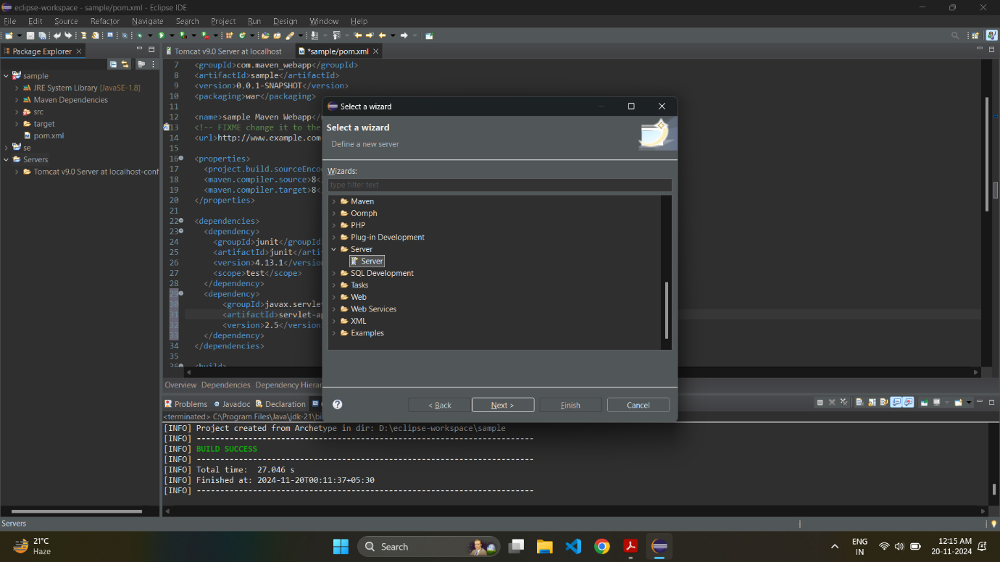 eclipse-workspace - sample/pom.xml - Eclipse IDE
File Edit Source Refactor Navigate Search Project Run Design Window Help
Package Explorer
Tomcat v9.0 Server at localhost
*sample/pom.xml
sample
JRE System Library [JavaSE-1.8]
Maven Dependencies
src
target
pom.xml
se
Servers
Tomcat v9.0 Server at localhost-conf
7 <groupId>com.maven_webapp</groupId>
8 <artifactId>sample</artifactId>
9 <version>0.0.1-SNAPSHOT</version>
10 <packaging>war</packaging>
11
12 <name>sample Maven Webapp</
13 <!-- FIXME change it to the
14 <url>http://www.example.com
15
16 <properties>
17 <project.build.sourceEnco
18 <maven.compiler.source>8<
19 <maven.compiler.target>8<
20 </properties>
21
22 <dependencies>
23 <dependency>
24 <groupId>junit</groupId
25 <artifactId>junit</arti
26 <version>4.13.1</versio
27 <scope>test</scope>
28 </dependency>
29 <dependency>
30 <groupId>javax.servlet
31 <artifactId>servlet-ap
32 <version>2.5</version
33 </dependency>
34 </dependencies>
35
36 <build>
Overview Dependencies Dependency Hierar
Select a wizard
Select a wizard
Define a new server
Wizards:
type filter text
Maven
Oomph
PHP
Plug-in Development
Server
Server
SQL Development
Tasks
Web
Web Services
XML
Examples
< Back Next > Finish Cancel
Problems Javadoc Declaration
<terminated> C:\Program Files\Java\jdk-21\bi
[INFO] Project created from Archetype in dir: D:\eclipse-workspace\sample
[INFO] ------------------------------------------------------------------------
[INFO] BUILD SUCCESS
[INFO] ------------------------------------------------------------------------
[INFO] Total time:  27.046 s
[INFO] Finished at: 2024-11-20T00:11:37+05:30
[INFO] ------------------------------------------------------------------------
Servers
21°C
Haze
Search
ENG
IN
12:15 AM
20-11-2024